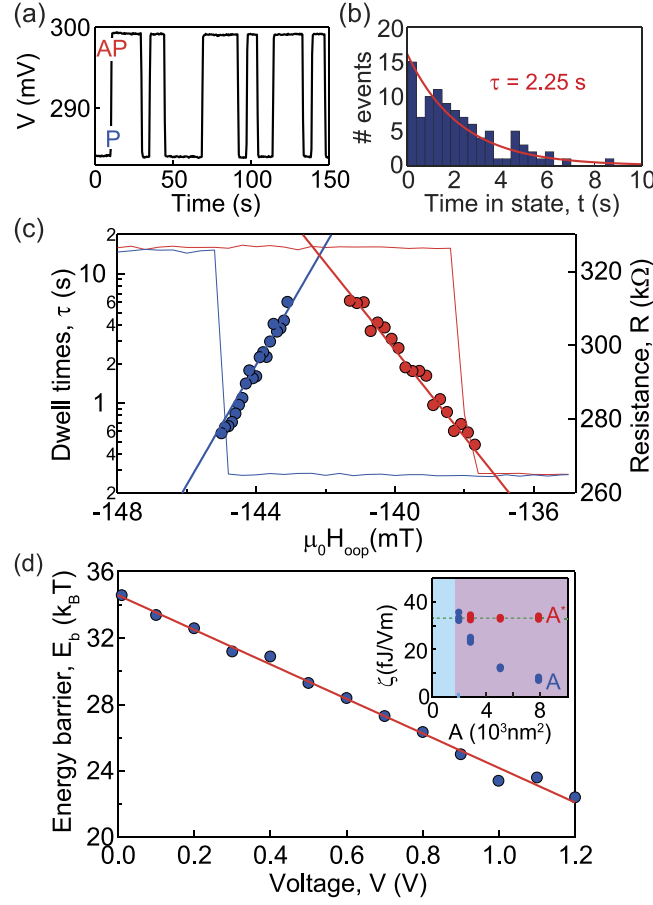 (a)
300
290
V (mV)
AP
P
0
50
100
150
Time (s)
(b)
20
15
10
5
0
# events
τ = 2.25 s
0
2
4
6
8
10
Time in state, t (s)
(c)
2
10
6
4
2
1
6
4
2
Dwell times, τ (s)
320
300
280
260
Resistance, R (kΩ)
-148
-144
-140
-136
μ0Hoop(mT)
(d)
36
32
28
24
20
Energy barrier, Eb (kBT)
0.0
0.2
0.4
0.6
0.8
1.0
1.2
Voltage, V (V)
40
20
0
ζ(fJ/Vm)
A*
A
0
2
4
6
8
A (10³nm²)